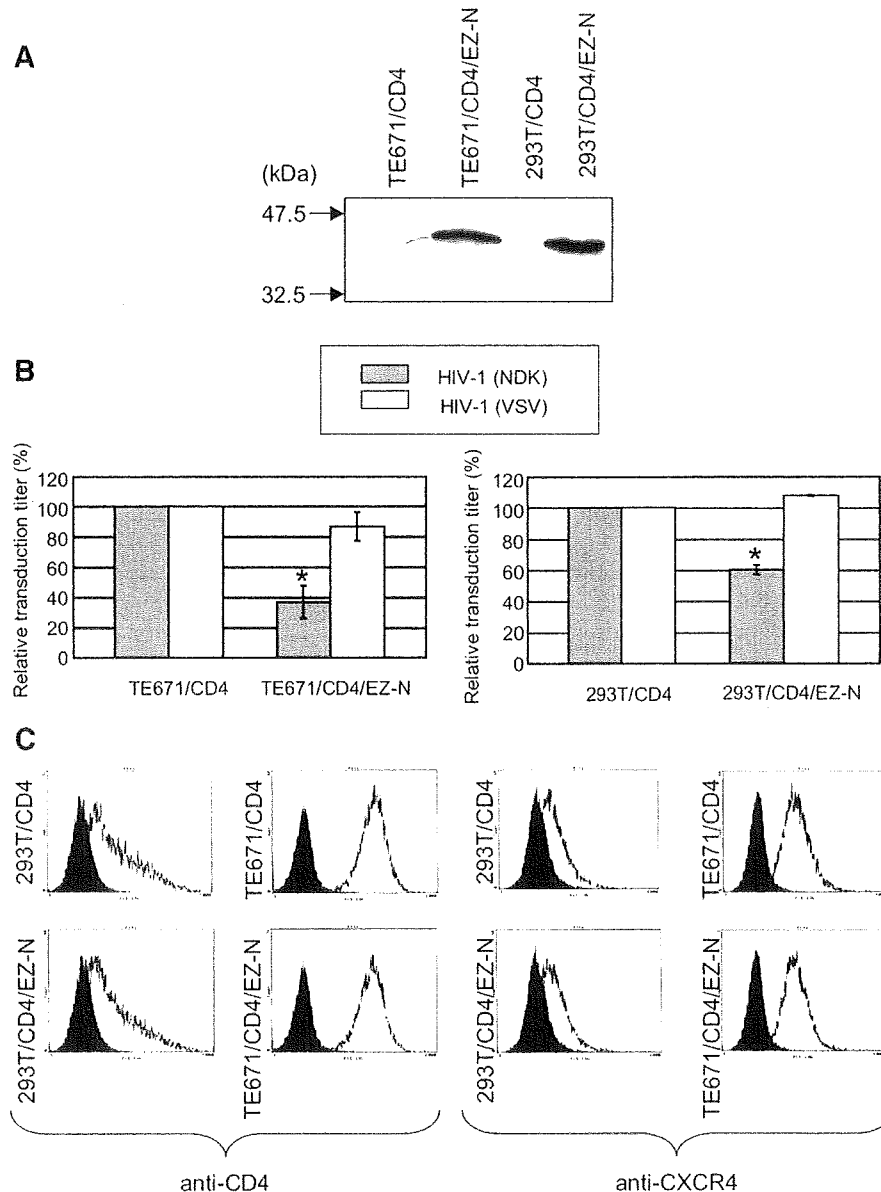 A
TE671/CD4
TE671/CD4/EZ-N
293T/CD4
293T/CD4/EZ-N
(kDa)
47.5
32.5
B
HIV-1 (NDK)
HIV-1 (VSV)
Relative transduction titer (%)
120
100
80
60
40
20
0
*
TE671/CD4
TE671/CD4/EZ-N
Relative transduction titer (%)
120
100
80
60
40
20
0
*
293T/CD4
293T/CD4/EZ-N
C
293T/CD4
TE671/CD4
293T/CD4
TE671/CD4
293T/CD4/EZ-N
TE671/CD4/EZ-N
293T/CD4/EZ-N
TE671/CD4/EZ-N
anti-CD4
anti-CXCR4